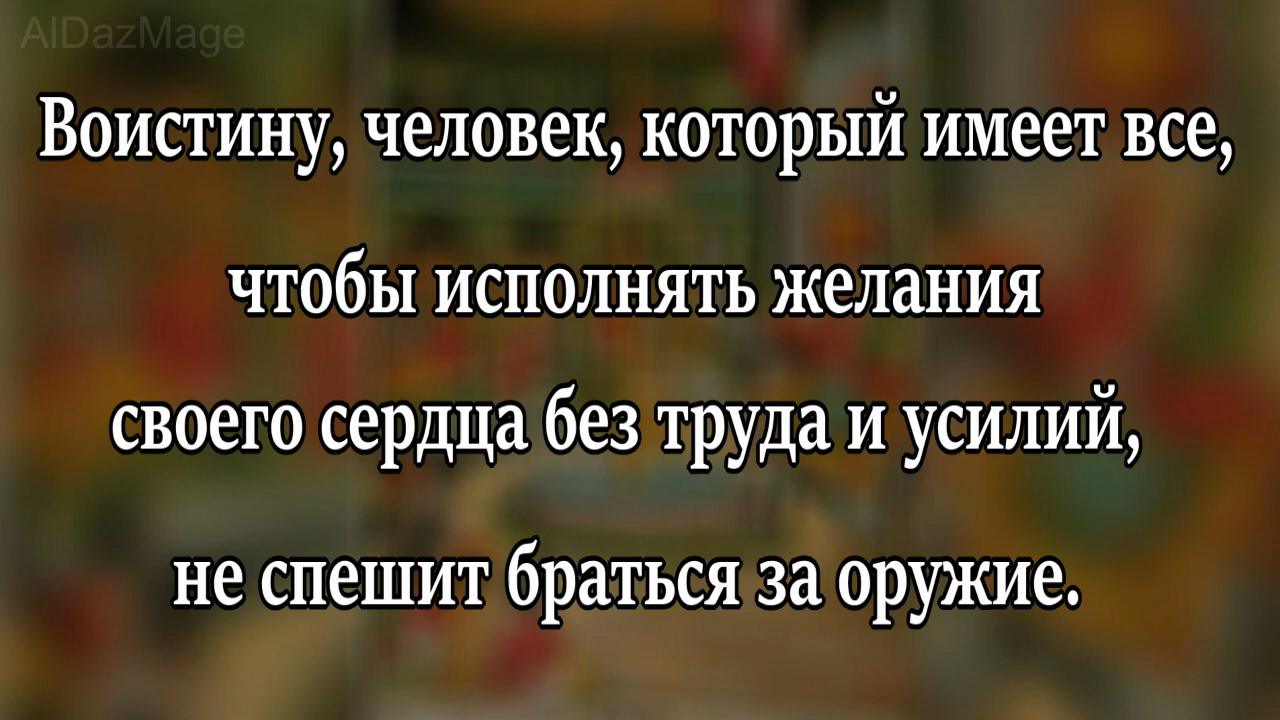 AIDazMage
Воистину, человек, который имеет все,
чтобы исполнять желания
своего сердца без труда и усилий,
не спешит браться за оружие.